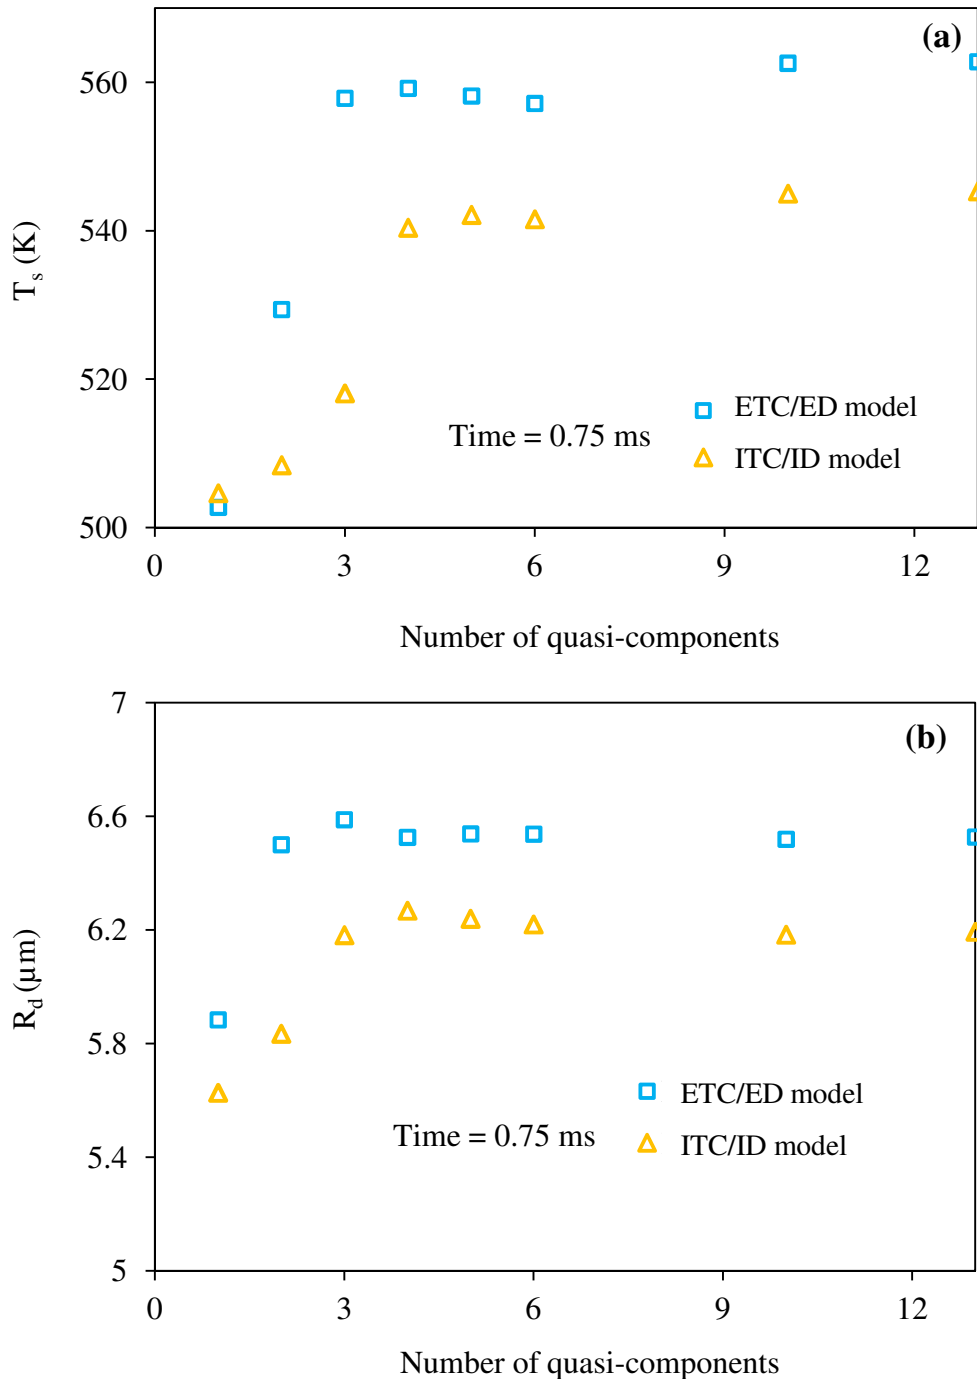 (a)
560
540
520
500
T_s (K)
ETC/ED model
Time = 0.75 ms
ITC/ID model
0 3 6 9 12
Number of quasi-components
7
(b)
6.6
6.2
5.8
5.4
5
R_d (μm)
ETC/ED model
Time = 0.75 ms
ITC/ID model
0 3 6 9 12
Number of quasi-components